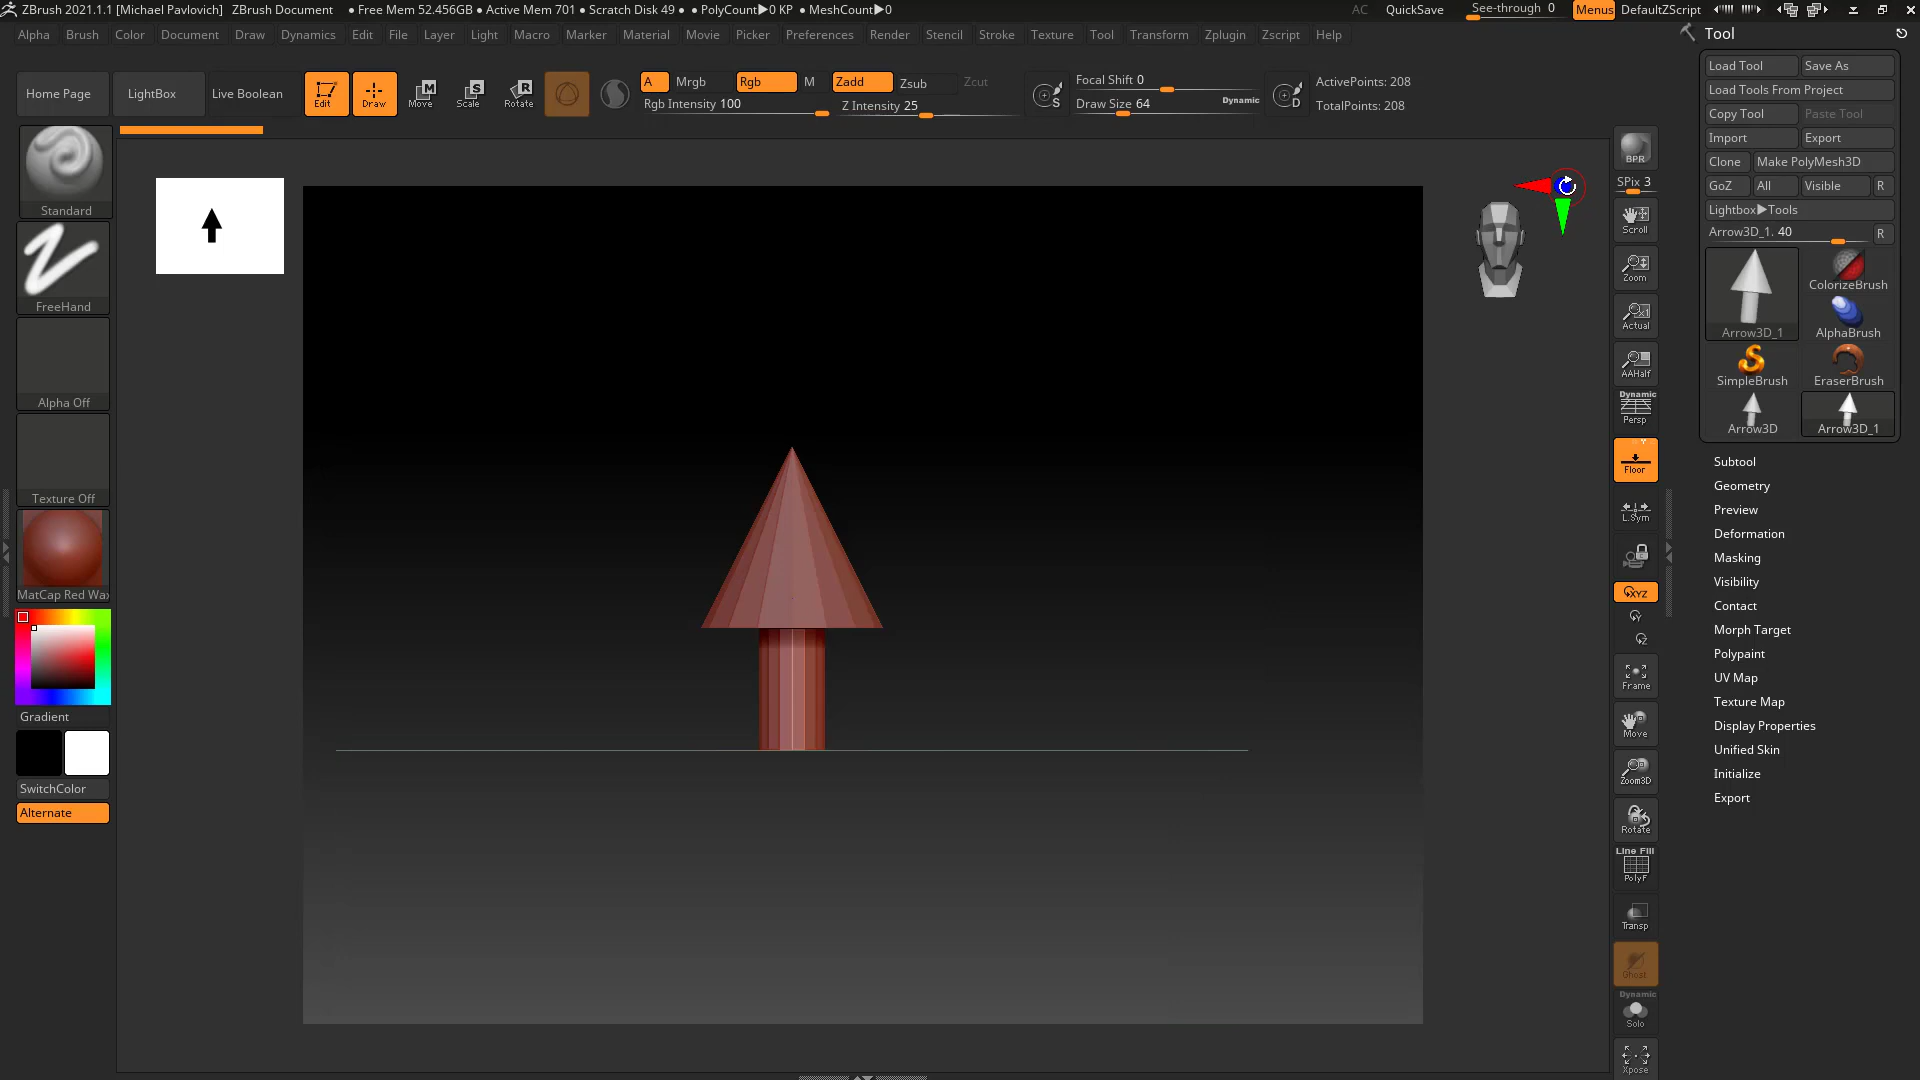 ZBrush 2021.1.1 [Michael Pavlovich] ZBrush Document • Free Mem 52.456GB • Active Mem 701 • Scratch Disk 49 • • PolyCount▶0 KP • MeshCount▶0 AC QuickSave See-through 0 Menus DefaultZScript
Alpha Brush Color Document Draw Dynamics Edit File Layer Light Macro Marker Material Movie Picker Preferences Render Stencil Stroke Texture Tool Transform Zplugin Zscript Help
Home Page LightBox Live Boolean Edit Draw Move Scale Rotate
A Mrgb Rgb M Zadd Zsub Zcut
Rgb Intensity 100 Z Intensity 25
Focal Shift 0
Draw Size 64 Dynamic
S
D
ActivePoints: 208
TotalPoints: 208
Standard
FreeHand
Alpha Off
Texture Off
MatCap Red Wax
Gradient
SwitchColor
Alternate
BPR
SPix 3
Scroll
Zoom
Actual
AAHalf
Dynamic
Persp
Floor
L.Sym
XYZ
Y
Z
Frame
Move
Zoom3D
Rotate
Line Fill
PolyF
Transp
Ghost
Dynamic
Solo
Xpose
Tool
Load Tool Save As
Load Tools From Project
Copy Tool Paste Tool
Import Export
Clone Make PolyMesh3D
GoZ All Visible R
Lightbox▶Tools
Arrow3D_1. 40 R
Arrow3D_1
ColorizeBrush
AlphaBrush
SimpleBrush EraserBrush
Arrow3D Arrow3D_1
Subtool
Geometry
Preview
Deformation
Masking
Visibility
Contact
Morph Target
Polypaint
UV Map
Texture Map
Display Properties
Unified Skin
Initialize
Export